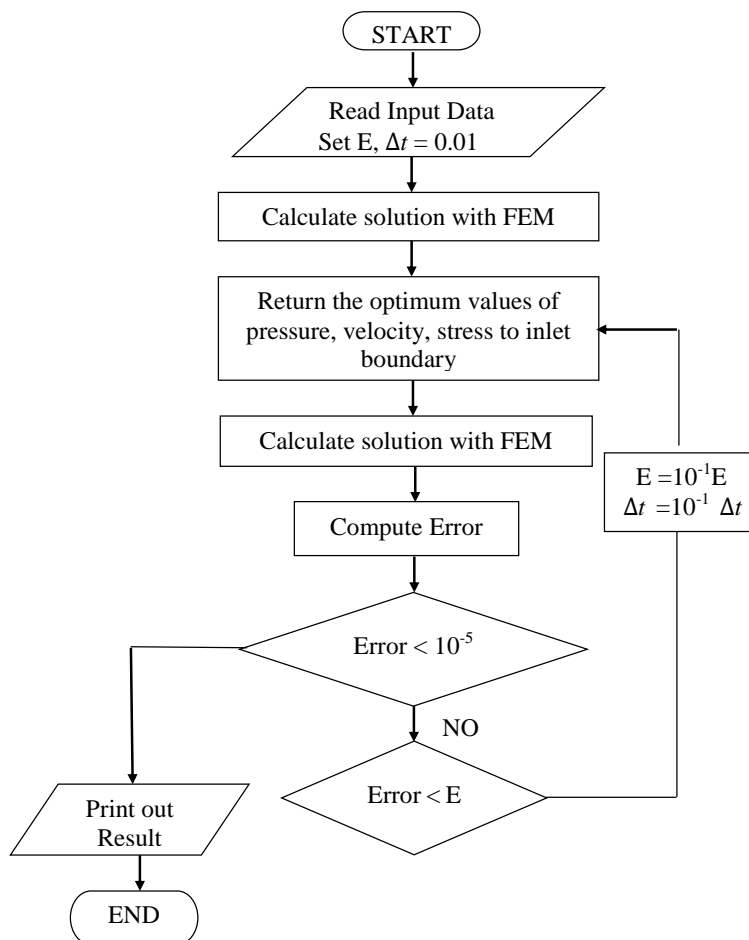 START
Read Input Data
Set E, Δt = 0.01
Calculate solution with FEM
Return the optimum values of
pressure, velocity, stress to inlet
boundary
Calculate solution with FEM
E =10⁻¹E
Δt =10⁻¹ Δt
Compute Error
Error < 10⁻⁵
NO
Error < E
Print out
Result
END